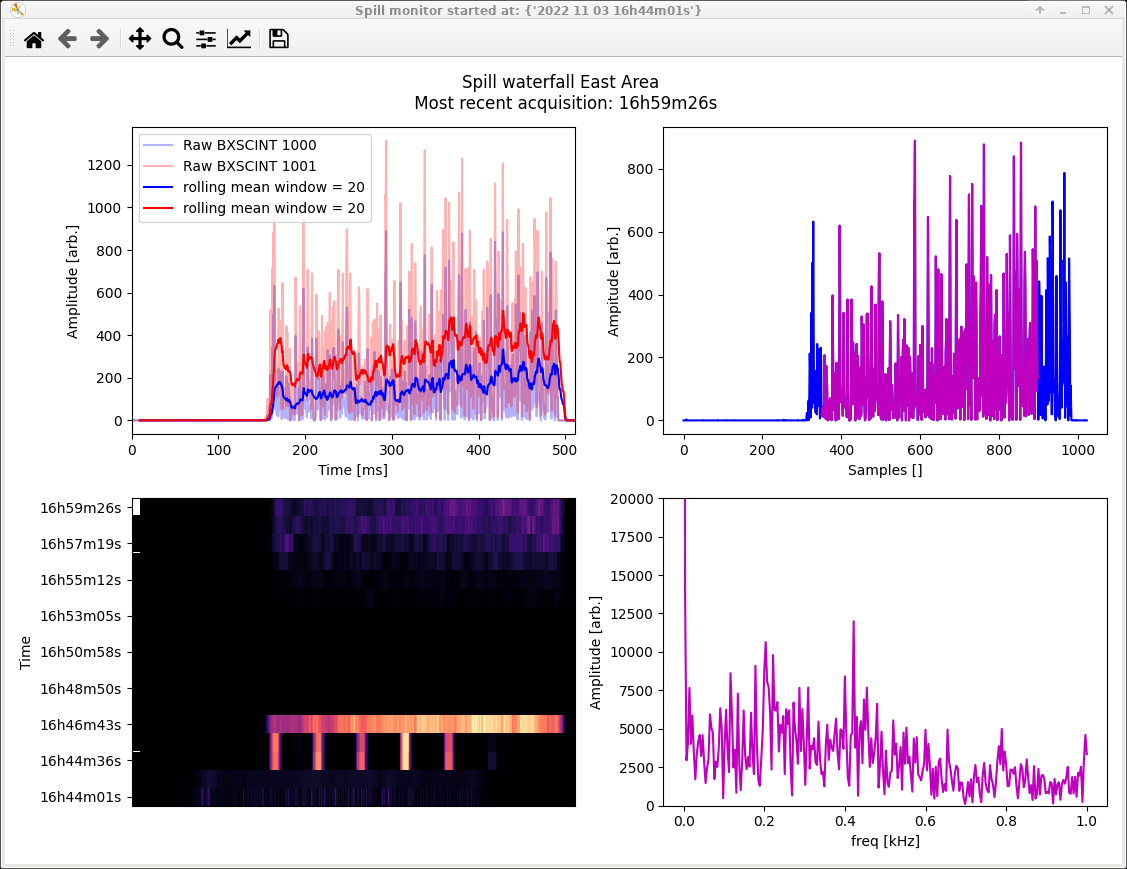 Spill monitor started at: {'2022 11 03 16h44m01s'}
Spill waterfall East Area
Most recent acquisition: 16h59m26s
Raw BXSCINT 1000
Raw BXSCINT 1001
rolling mean window = 20
rolling mean window = 20
Amplitude [arb.]
1200
1000
800
600
400
200
0
0 100 200 300 400 500
Time [ms]
Ampitude [arb.]
800
600
400
200
0
0 200 400 600 800 1000
Samples []
Time
16h59m26s
16h57m19s
16h55m12s
16h53m05s
16h50m58s
16h48m50s
16h46m43s
16h44m36s
16h44m01s
Amplitude [arb.]
20000
17500
15000
12500
10000
7500
5000
2500
0
0.0 0.2 0.4 0.6 0.8 1.0
freq [kHz]